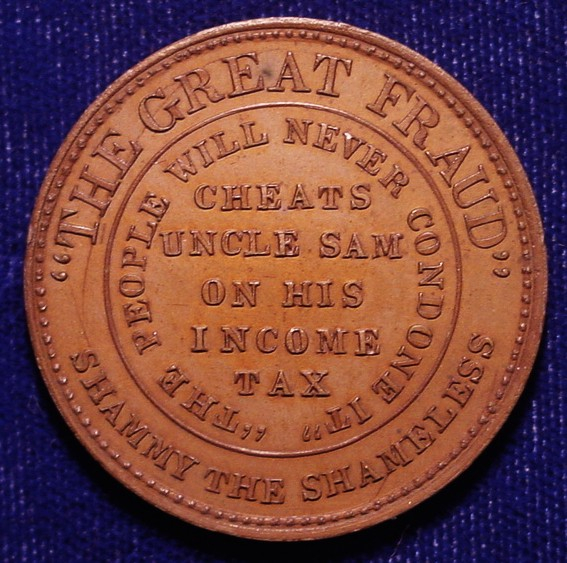 "THE GREAT FRAUD"
SHAMMY THE SHAMELESS
"THE PEOPLE WILL NEVER CONDONE IT"
CHEATS
UNCLE SAM
ON HIS
INCOME
TAX